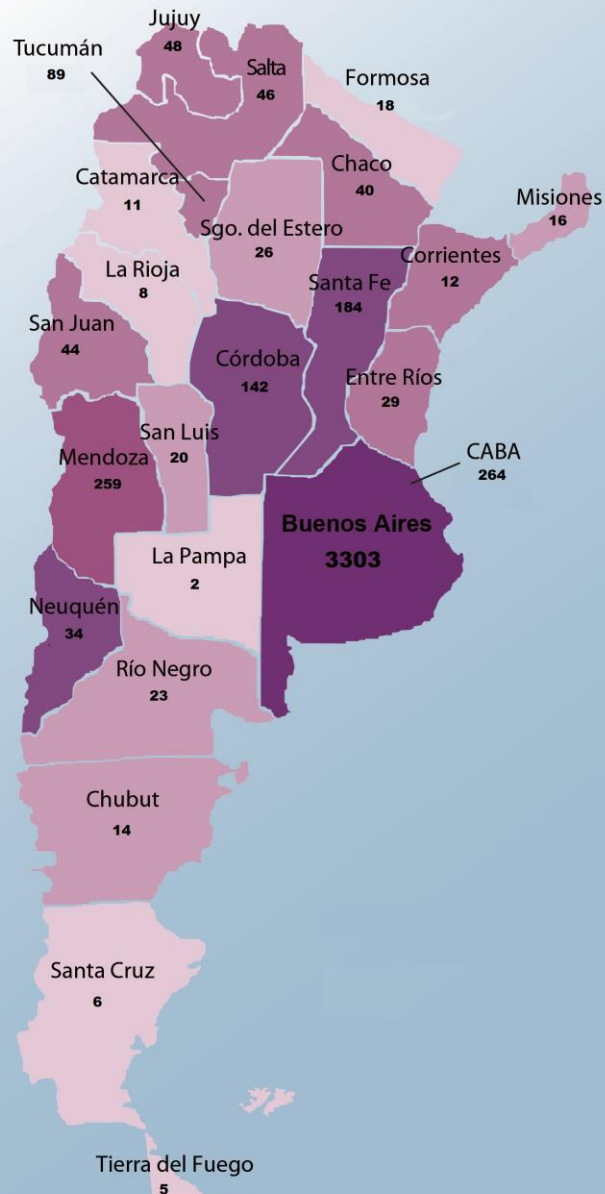 Jujuy
48
Tucumán
89
Salta
46
Formosa
18
Catamarca
11
Chaco
40
Misiones
16
Sgo. del Estero
26
La Rioja
8
Santa Fe
184
Corrientes
12
San Juan
44
Córdoba
142
Entre Ríos
29
San Luis
20
Mendoza
259
CABA
264
Buenos Aires
3303
La Pampa
2
Neuquén
34
Río Negro
23
Chubut
14
Santa Cruz
6
Tierra del Fuego
5